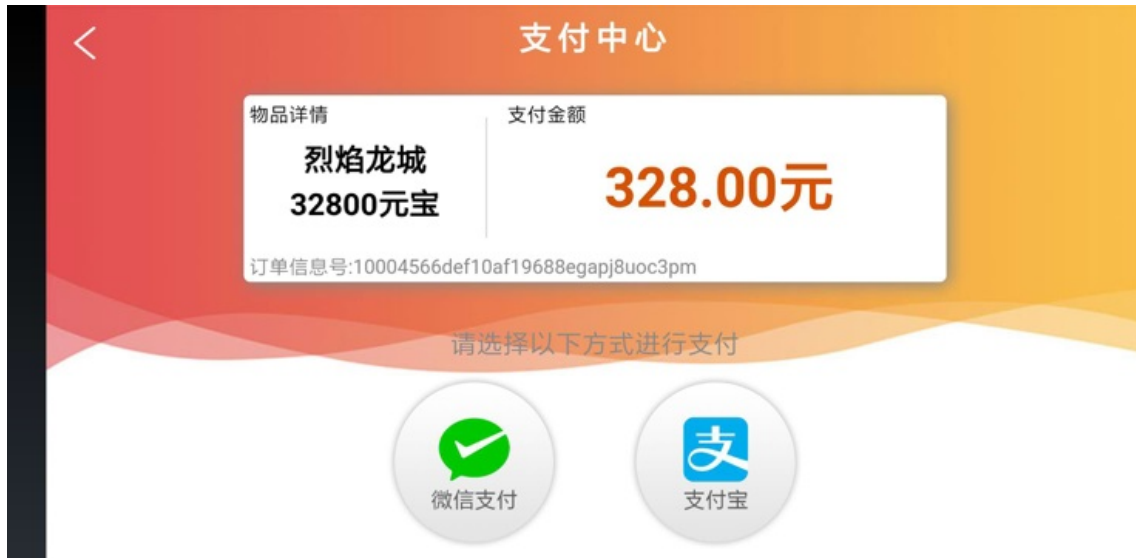 支付中心
物品详情
烈焰龙城
32800元宝
支付金额
328.00元
订单信息号:10004566def10af19688egapj8uoc3pm
请选择以下方式进行支付
微信支付
支
支付宝